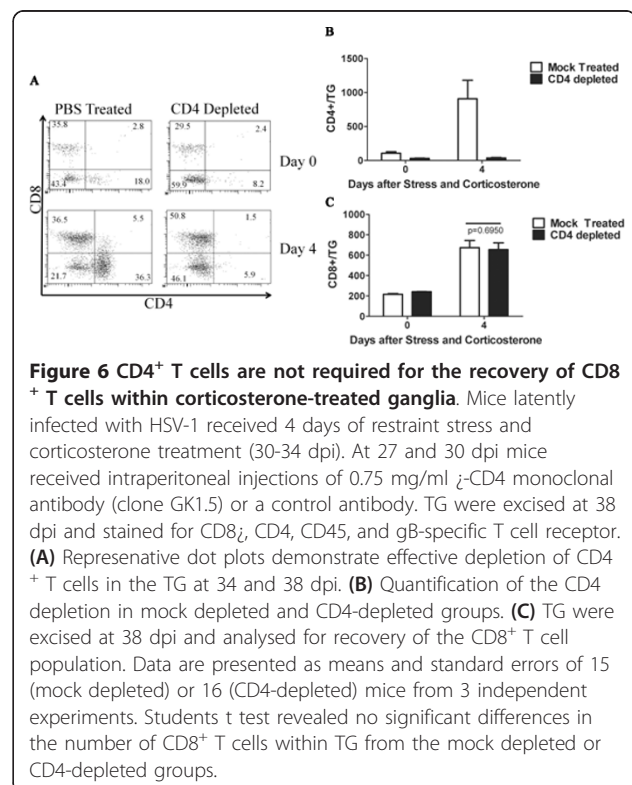 B
A
PBS Treated
CD4 Depleted
35.8
2.8
43.4
18.0
29.5
2.4
59.9
8.2
Day 0
36.5
5.5
21.7
36.3
50.8
1.5
46.1
5.9
Day 4
CD8
CD4
1500
1000
500
0
CD4+/TG
Mock Treated
CD4 depleted
0
4
Days after Stress and Corticosterone
C
1000
800
600
400
200
0
CD8+/TG
p=0.6950
Mock Treated
CD4 depleted
0
4
Days after Stress and Corticosterone
Figure 6 CD4+ T cells are not required for the recovery of CD8
+ T cells within corticosterone-treated ganglia. Mice latently
infected with HSV-1 received 4 days of restraint stress and
corticosterone treatment (30-34 dpi). At 27 and 30 dpi mice
received intraperitoneal injections of 0.75 mg/ml ¿-CD4 monoclonal
antibody (clone GK1.5) or a control antibody. TG were excised at 38
dpi and stained for CD8¿, CD4, CD45, and gB-specific T cell receptor.
(A) Represenative dot plots demonstrate effective depletion of CD4
+ T cells in the TG at 34 and 38 dpi. (B) Quantification of the CD4
depletion in mock depleted and CD4-depleted groups. (C) TG were
excised at 38 dpi and analysed for recovery of the CD8+ T cell
population. Data are presented as means and standard errors of 15
(mock depleted) or 16 (CD4-depleted) mice from 3 independent
experiments. Students t test revealed no significant differences in
the number of CD8+ T cells within TG from the mock depleted or
CD4-depleted groups.